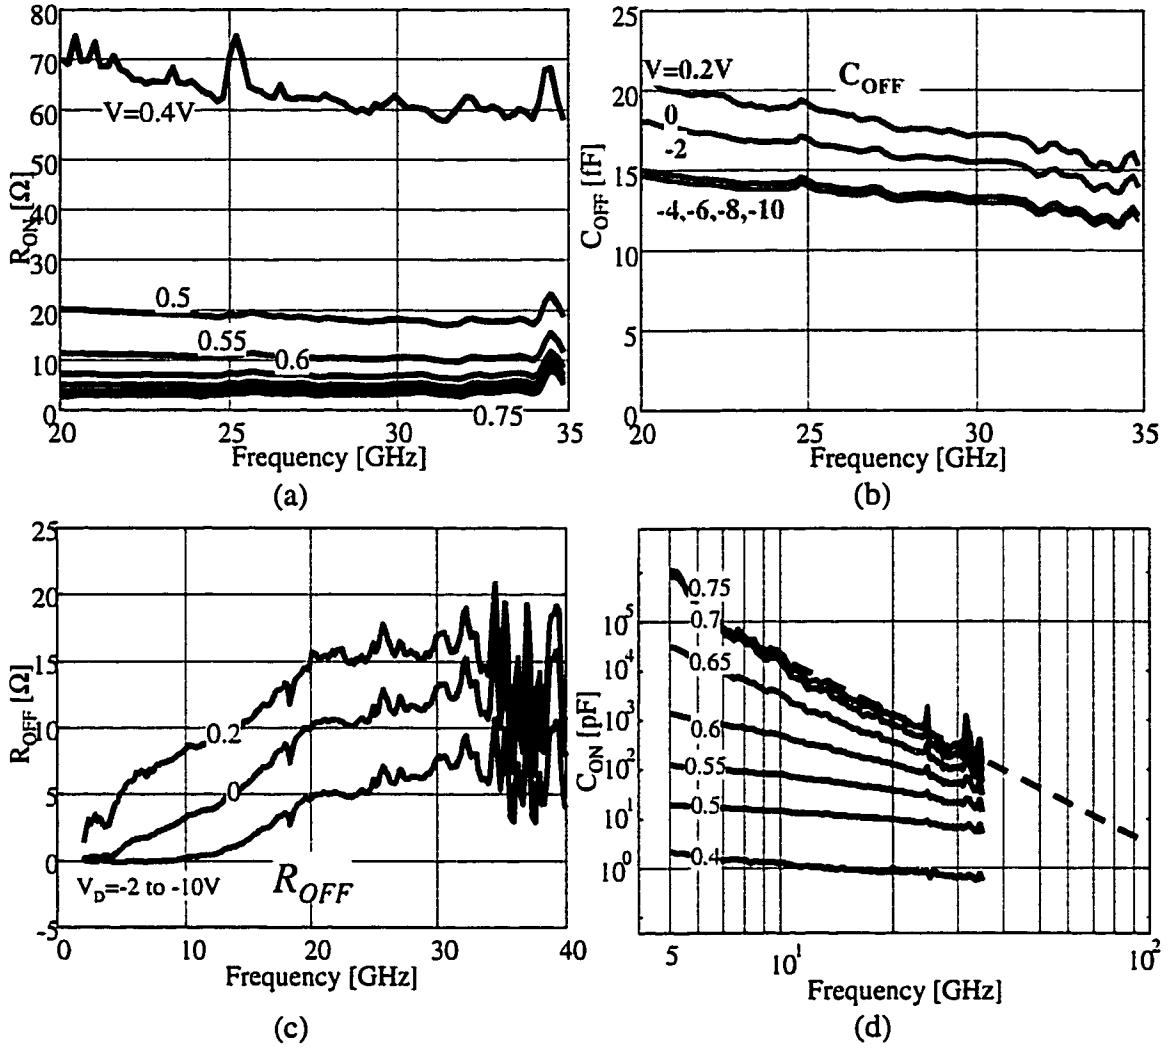 80
70
60
50
40
30
20
10
0
R_ON [Ω]
V=0.4V
0.5
0.55
0.6
0.75
20 25 30 35
Frequency [GHz]
(a)
25
20
15
10
5
0
C_OFF [fF]
V=0.2V
C_OFF
0
-2
-4,-6,-8,-10
20 25 30 35
Frequency [GHz]
(b)
25
20
15
10
5
0
-5
R_OFF [Ω]
0.2
0
V_D=-2 to -10V
R_OFF
0 10 20 30 40
Frequency [GHz]
(c)
10^5
10^4
10^3
10^2
10^1
10^0
C_ON [pF]
0.75
0.7
0.65
0.6
0.55
0.5
0.4
5 10^1 10^2
Frequency [GHz]
(d)